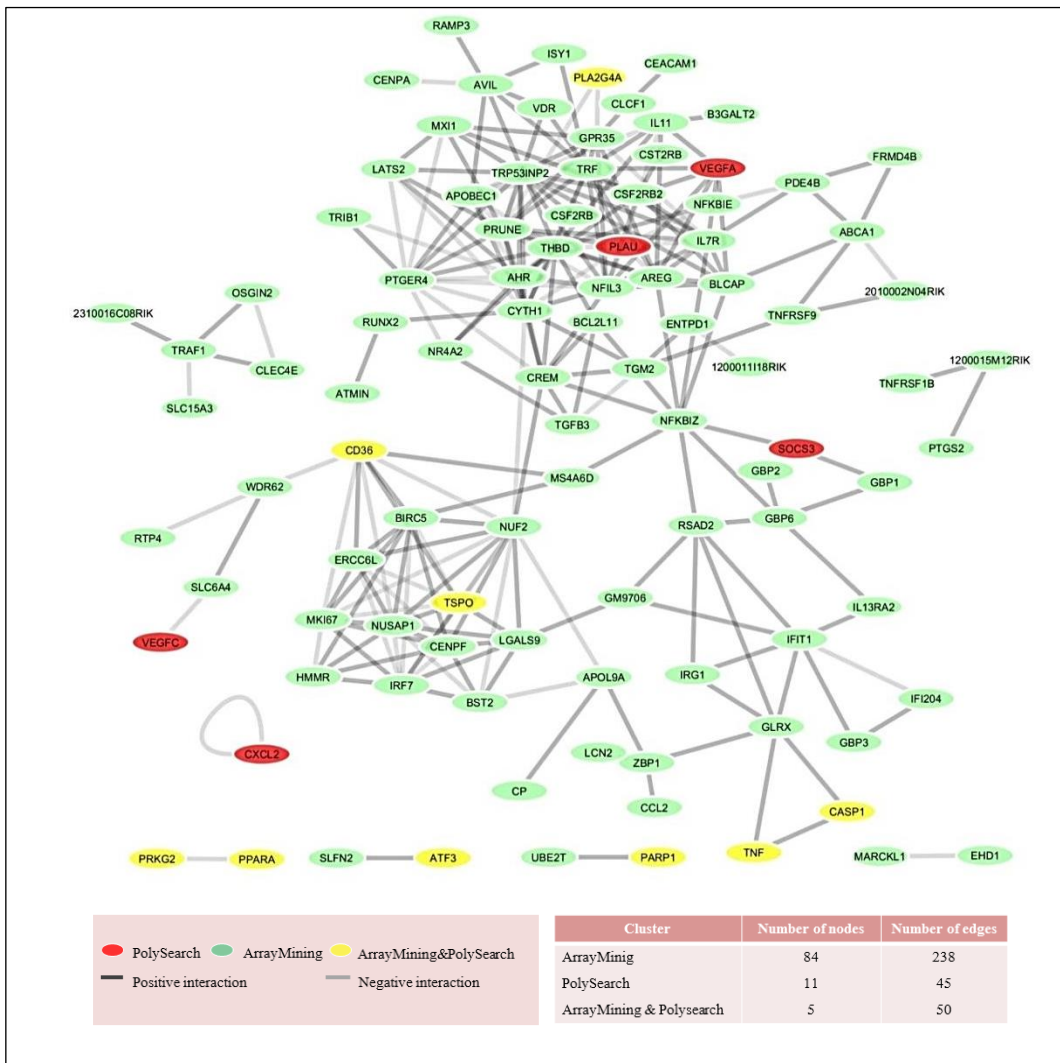 RAMP3
ISY1
CEACAM1
CENPA
AVIL
PLA2G4A
VDR
CLCF1
B3GALT2
MXI1
IL11
GPR35
CST2RB
FRMD4B
LATS2
TRP53INP2
TRF
VEGFA
PDE4B
APOBEC1
CSF2RB2
NFKBIE
TRIB1
CSF2RB
PRUNE
ABCA1
THBD
PLAU
IL7R
PTGER4
AHR
NFIL3
AREG
BLCAP
OSGIN2
2010002N04RIK
2310016C08RIK
CYTH1
TNFRSF9
RUNX2
BCL2L11
ENTPD1
TRAF1
NR4A2
1200015M12RIK
CLEC4E
CREM
TGM2
1200011I18RIK
TNFRSF1B
ATMIN
SLC15A3
TGFB3
NFKBIZ
CD36
SOCS3
PTGS2
GBP2
MS4A6D
GBP1
WDR62
BIRC5
NUF2
RSAD2
GBP6
RTP4
ERCC6L
SLC6A4
TSPO
GM9706
IL13RA2
MKI67
NUSAP1
VEGFC
CENPF
LGALS9
IFIT1
HMMR
IRF7
APOL9A
IRG1
BST2
IFI204
GLRX
GBP3
CXCL2
LCN2
ZBP1
CP
CCL2
CASP1
PRKG2
PPARA
SLFN2
ATF3
UBE2T
PARP1
TNF
MARCKL1
EHD1
PolySearch
ArrayMining
ArrayMining&PolySearch
Positive interaction
Negative interaction
Cluster Number of nodes Number of edges
ArrayMinig 84 238
PolySearch 11 45
ArrayMining & Polysearch 5 50